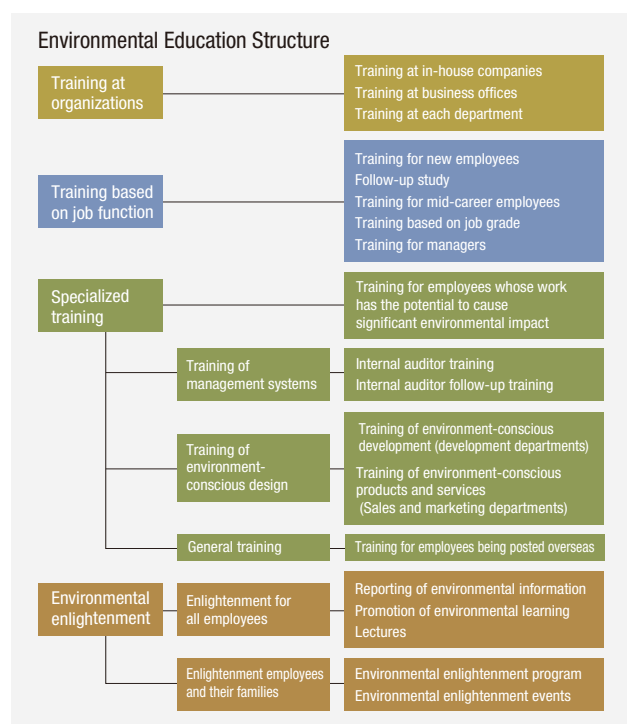 Environmental Education Structure
Training at
organizations
Training at in-house companies
Training at business offices
Training at each department
Training based
on job function
Training for new employees
Follow-up study
Training for mid-career employees
Training based on job grade
Training for managers
Specialized
training
Training for employees whose work
has the potential to cause
significant environmental impact
Training of
management systems
Internal auditor training
Internal auditor follow-up training
Training of
environment-
conscious design
Training of environment-conscious
development (development departments)
Training of environment-conscious
products and services
(Sales and marketing departments)
General training
Training for employees being posted overseas
Environmental
enlightenment
Enlightenment for
all employees
Reporting of environmental information
Promotion of environmental learning
Lectures
Enlightenment employees
and their families
Environmental enlightenment program
Environmental enlightenment events